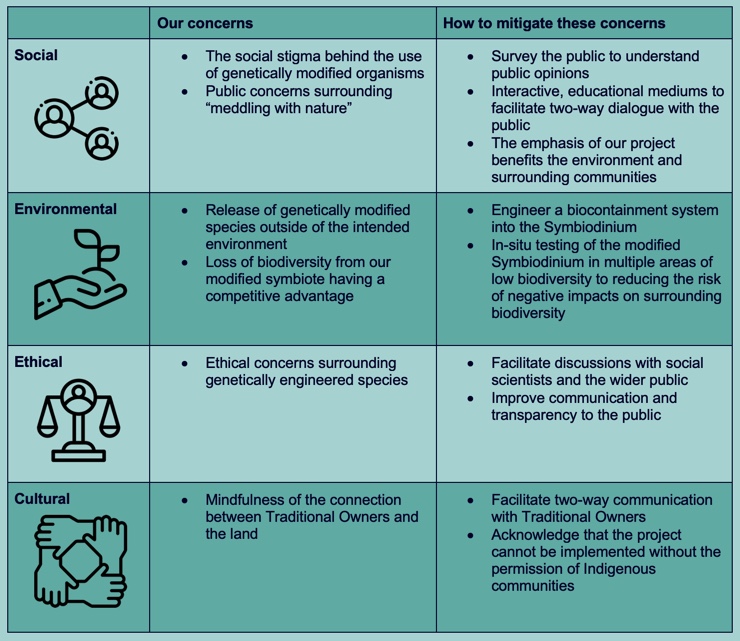 Our concerns
How to mitigate these concerns
Social
• The social stigma behind the use
of genetically modified organisms
• Public concerns surrounding
“meddling with nature”
• Survey the public to understand
public opinions
• Interactive, educational mediums to
facilitate two-way dialogue with the
public
• The emphasis of our project
benefits the environment and
surrounding communities
Environmental
• Release of genetically modified
species outside of the intended
environment
• Loss of biodiversity from our
modified symbiote having a
competitive advantage
• Engineer a biocontainment system
into the Symbiodinium
• In-situ testing of the modified
Symbiodinium in multiple areas of
low biodiversity to reducing the risk
of negative impacts on surrounding
biodiversity
Ethical
• Ethical concerns surrounding
genetically engineered species
• Facilitate discussions with social
scientists and the wider public
• Improve communication and
transparency to the public
Cultural
• Mindfulness of the connection
between Traditional Owners and
the land
• Facilitate two-way communication
with Traditional Owners
• Acknowledge that the project
cannot be implemented without the
permission of Indigenous
communities